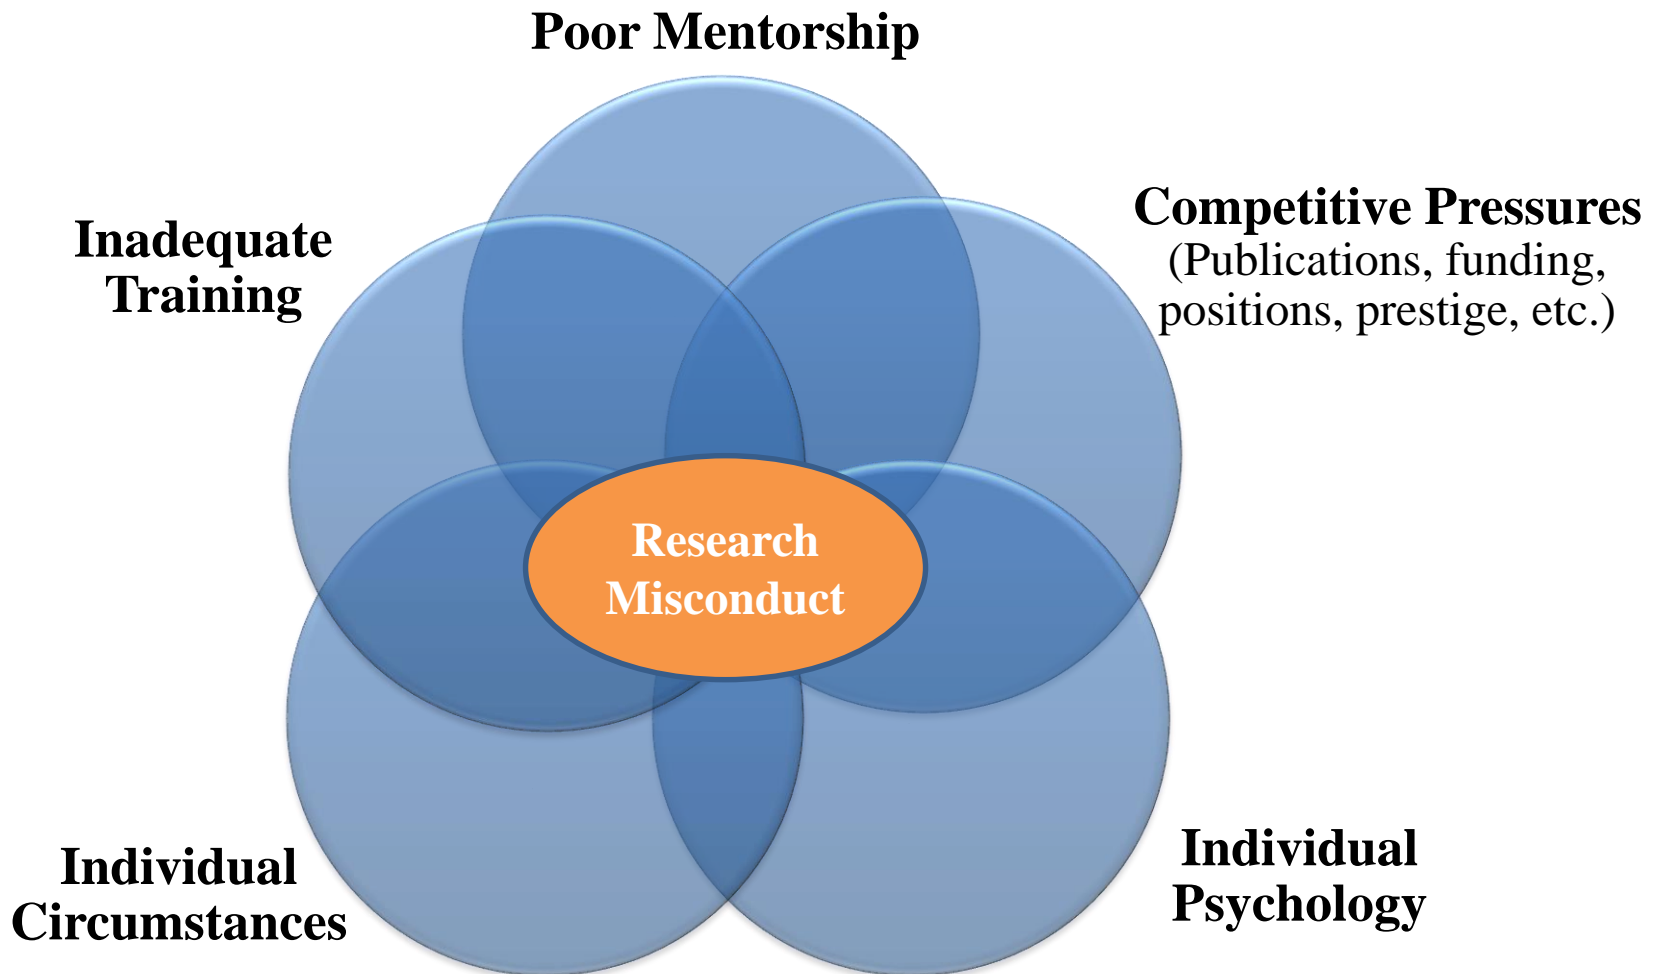 Poor Mentorship
Competitive Pressures
(Publications, funding,
positions, prestige, etc.)
Inadequate
Training
Research
Misconduct
Individual
Circumstances
Individual
Psychology